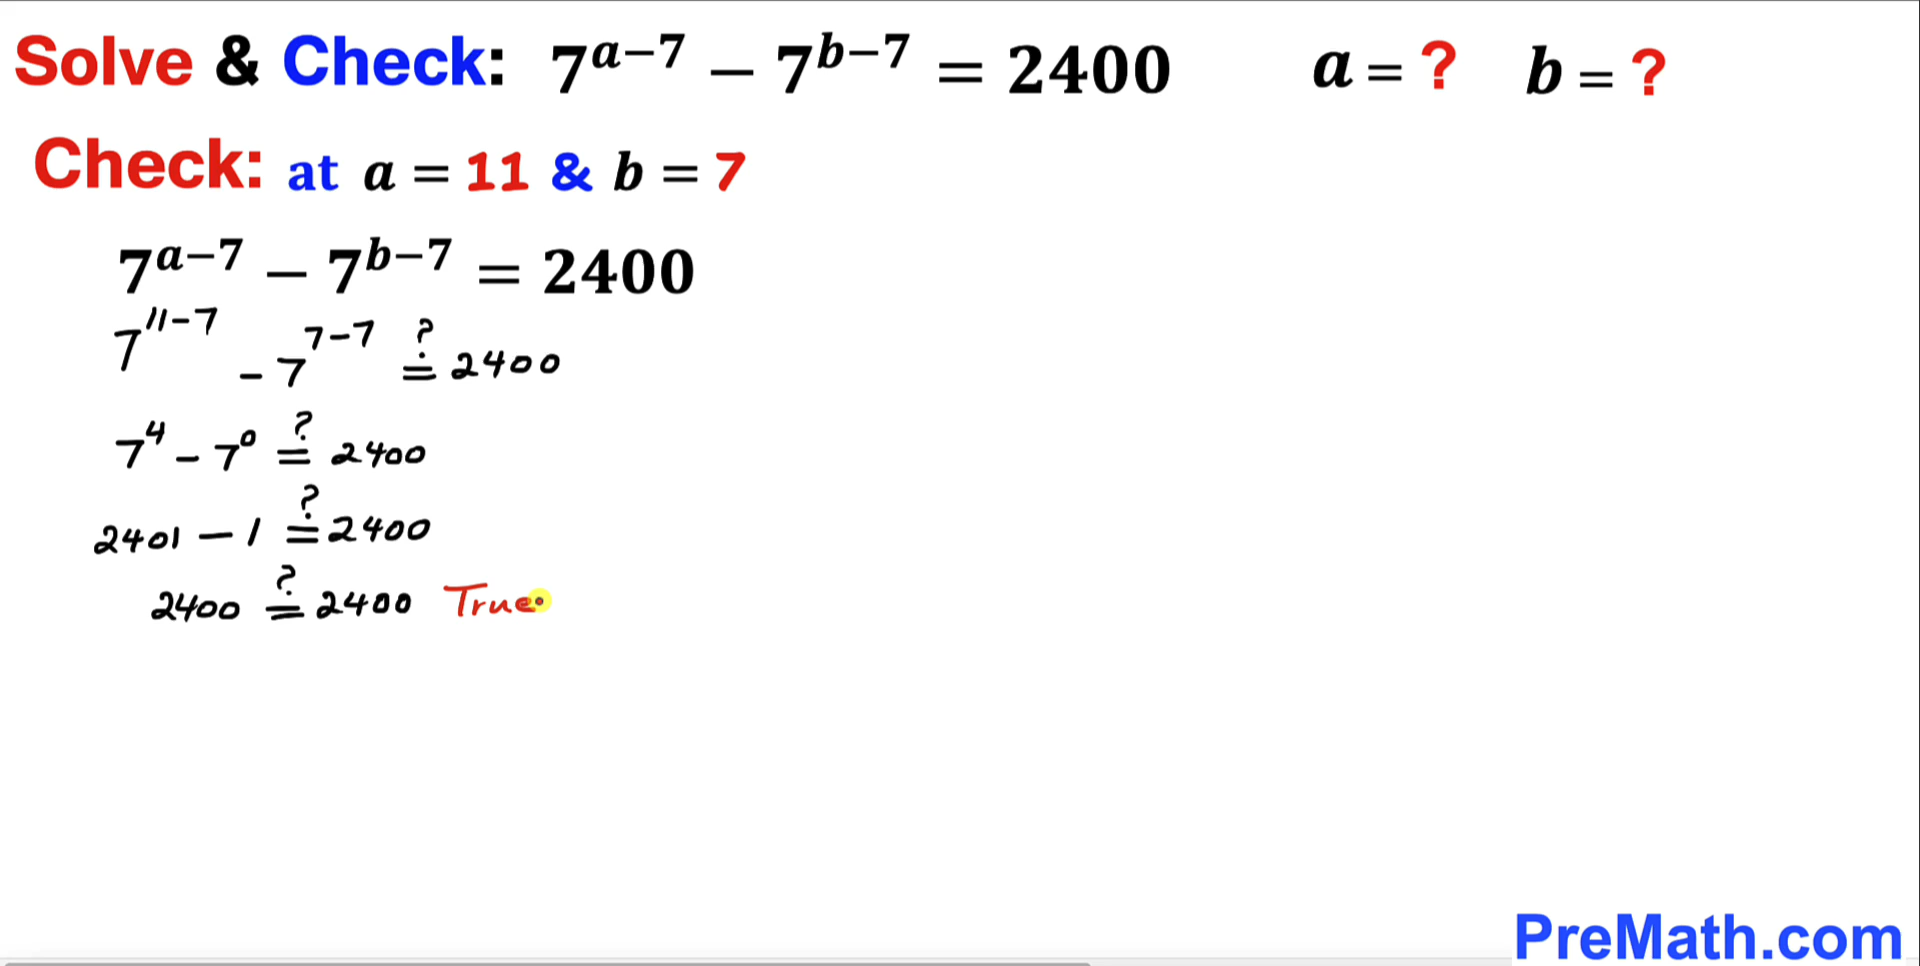 Solve & Check: 7^{a−7} − 7^{b−7} = 2400 a = ? b = ?
Check: at a = 11 & b = 7
7^{a−7} − 7^{b−7} = 2400
7^{11−7} − 7^{7−7} ≟ 2400
7^4 − 7^0 ≟ 2400
2401 − 1 ≟ 2400
2400 ≟ 2400 True
PreMath.com